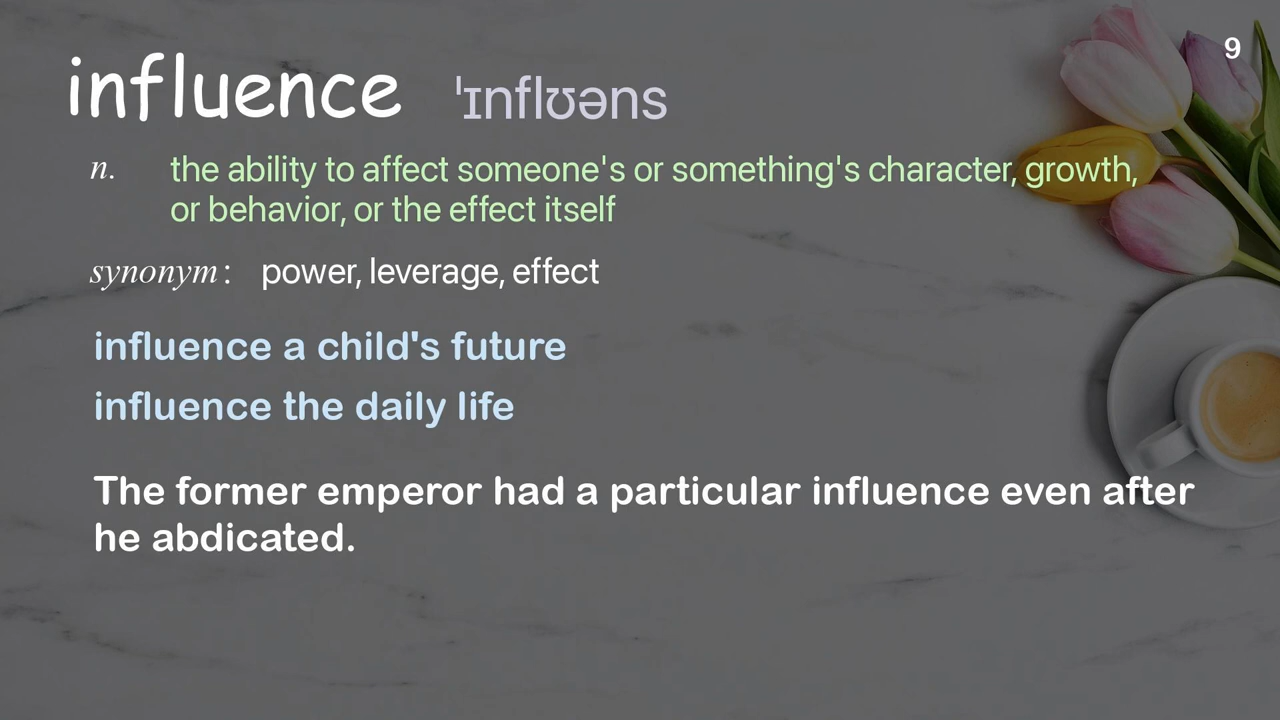 9
influence ˈɪnflʊəns
n. the ability to affect someone's or something's character, growth,
or behavior, or the effect itself
synonym: power, leverage, effect
influence a child's future
influence the daily life
The former emperor had a particular influence even after
he abdicated.